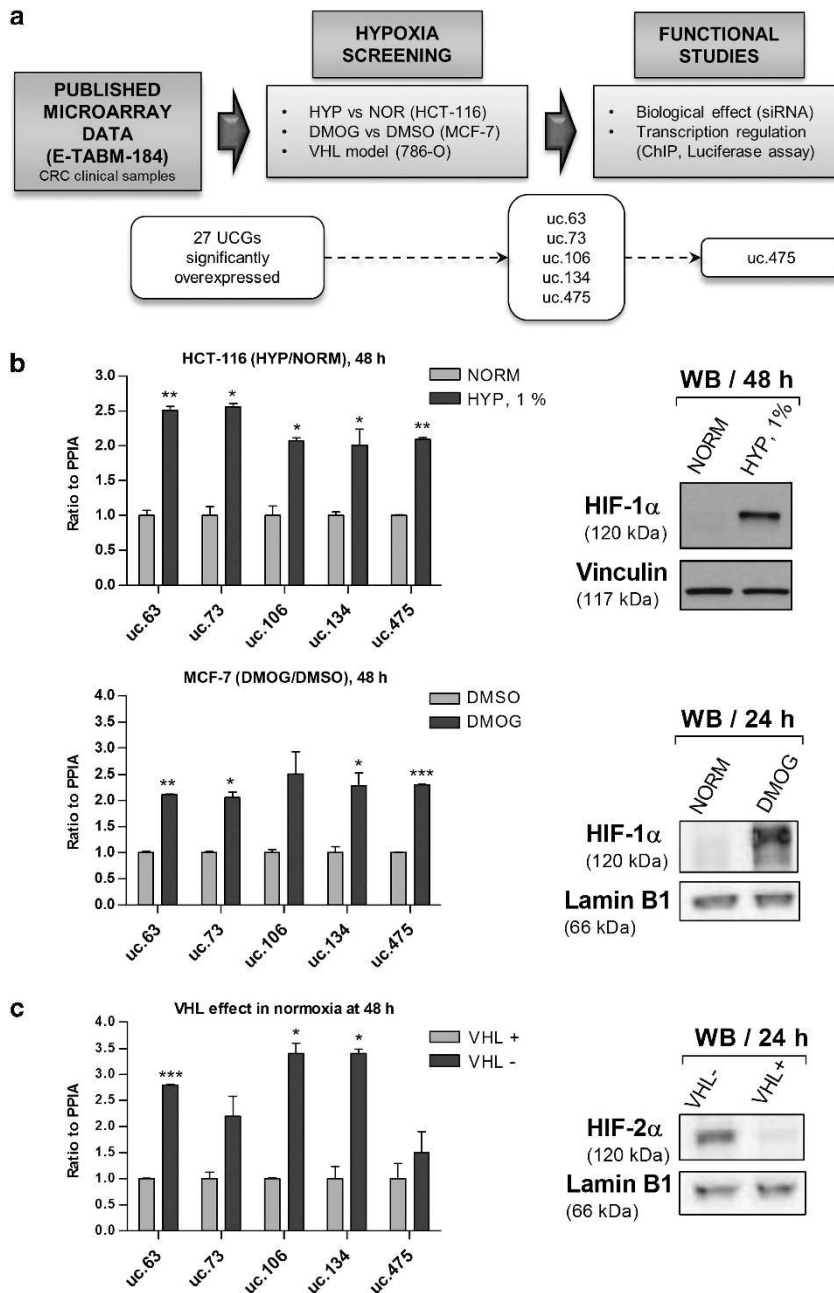 a
PUBLISHED
MICROARRAY
DATA
(E-TABM-184)
CRC clinical samples
HYPOXIA
SCREENING
• HYP vs NOR (HCT-116)
• DMOG vs DMSO (MCF-7)
• VHL model (786-O)
FUNCTIONAL
STUDIES
• Biological effect (siRNA)
• Transcription regulation
(ChIP, Luciferase assay)
27 UCGs
significantly
overexpressed
uc.63
uc.73
uc.106
uc.134
uc.475
uc.475
b
HCT-116 (HYP/NORM), 48 h
NORM
HYP, 1 %
Ratio to PPIA
3.0
2.5
2.0
1.5
1.0
0.5
0.0
** * * * **
uc.63 uc.73 uc.106 uc.134 uc.475
WB / 48 h
NORM HYP, 1%
HIF-1α
(120 kDa)
Vinculin
(117 kDa)
MCF-7 (DMOG/DMSO), 48 h
DMSO
DMOG
Ratio to PPIA
4.0
3.5
3.0
2.5
2.0
1.5
1.0
0.5
0.0
** * * ***
uc.63 uc.73 uc.106 uc.134 uc.475
WB / 24 h
NORM DMOG
HIF-1α
(120 kDa)
Lamin B1
(66 kDa)
c
VHL effect in normoxia at 48 h
VHL +
VHL -
Ratio to PPIA
4.0
3.5
3.0
2.5
2.0
1.5
1.0
0.5
0.0
*** * *
uc.63 uc.73 uc.106 uc.134 uc.475
WB / 24 h
VHL- VHL+
HIF-2α
(120 kDa)
Lamin B1
(66 kDa)